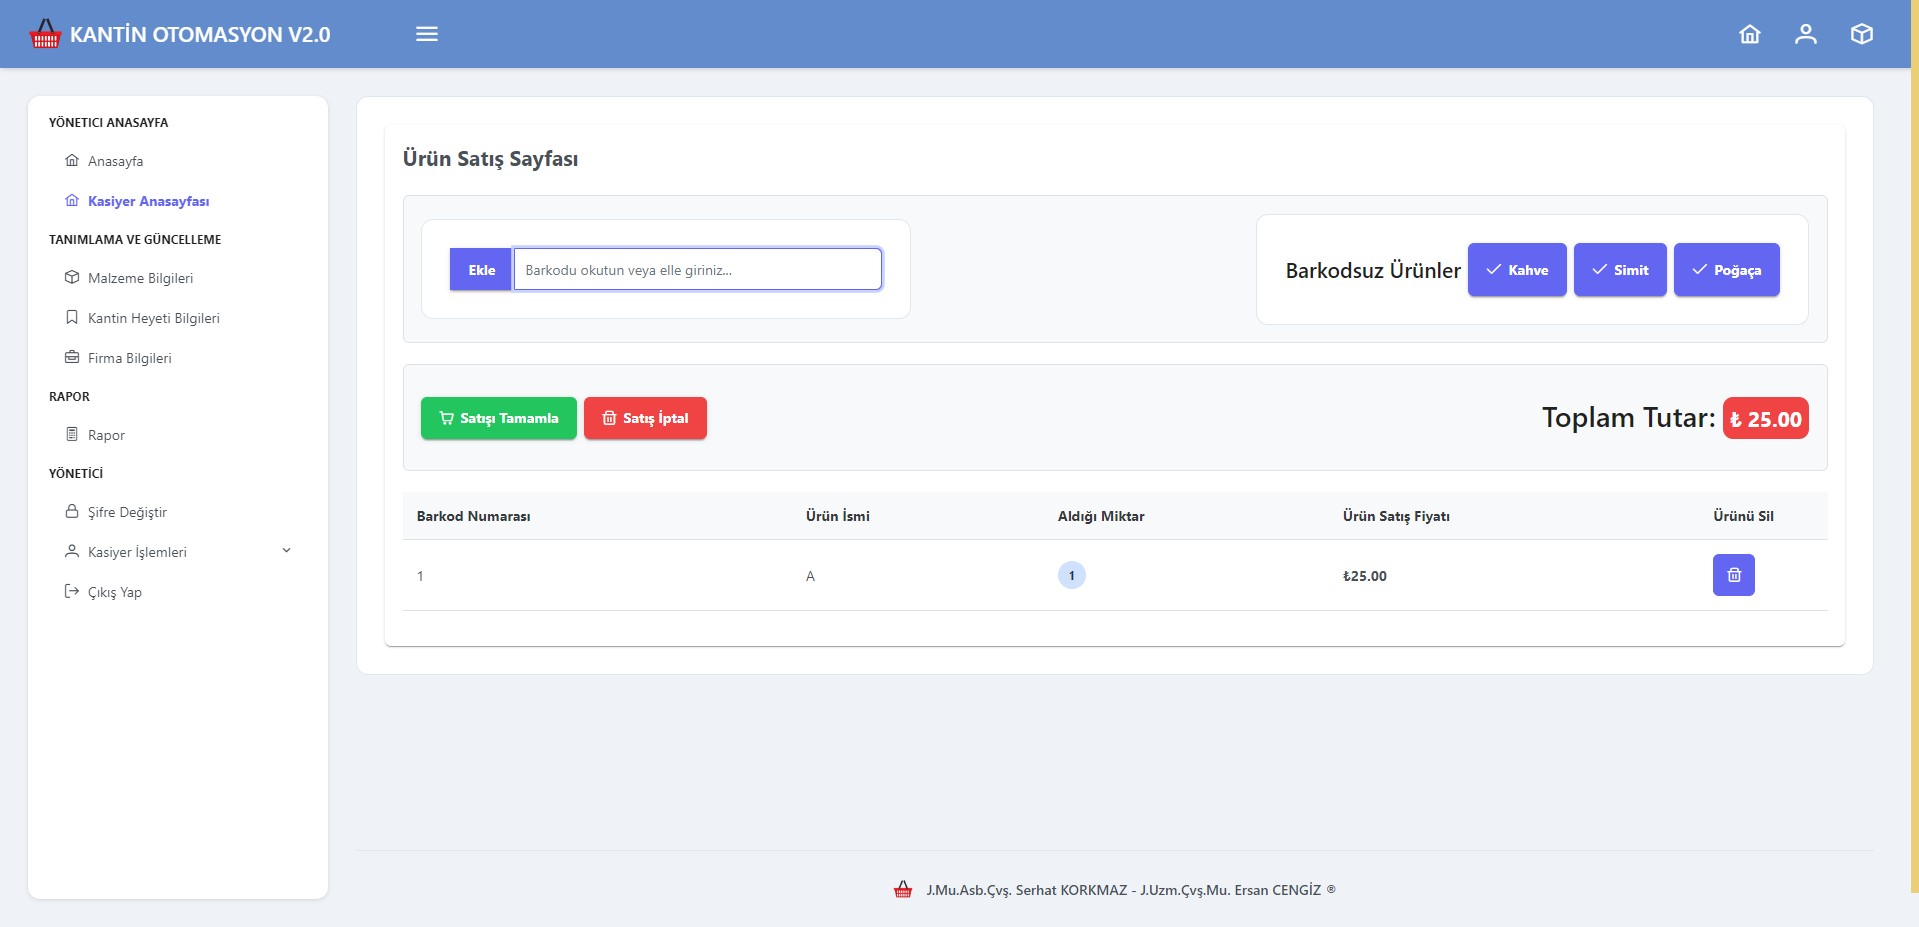 KANTİN OTOMASYON V2.0
YÖNETICI ANASAYFA
Anasayfa
Kasiyer Anasayfası
TANIMLAMA VE GÜNCELLEME
Malzeme Bilgileri
Kantin Heyeti Bilgileri
Firma Bilgileri
RAPOR
Rapor
YÖNETİCİ
Şifre Değiştir
Kasiyer İşlemleri
Çıkış Yap
Ürün Satış Sayfası
Ekle Barkodu okutun veya elle giriniz...
Barkodsuz Ürünler Kahve Simit Poğaça
Satışı Tamamla Satış İptal
Toplam Tutar: ₺ 25.00
Barkod Numarası Ürün İsmi Aldığı Miktar Ürün Satış Fiyatı Ürünü Sil
1 A 1 ₺25.00
J.Mu.Asb.Çvş. Serhat KORKMAZ - J.Uzm.Çvş.Mu. Ersan CENGİZ ®